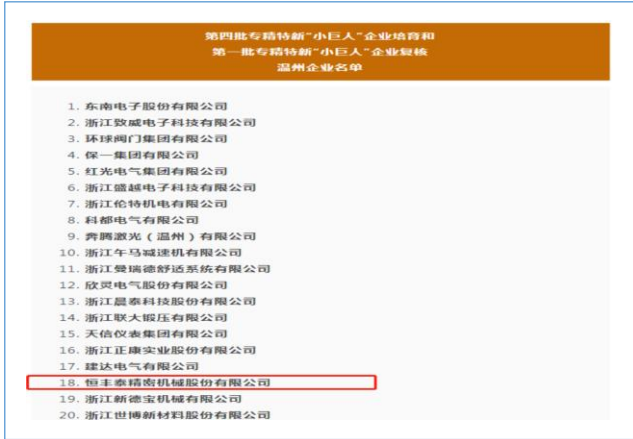 第四批专精特新“小巨人”企业培育和
第一批专精特新“小巨人”企业复核
温州企业名单
1. 东南电子股份有限公司
2. 浙江致威电子科技有限公司
3. 环球阀门集团有限公司
4. 保一集团有限公司
5. 红光电气集团有限公司
6. 浙江盛越电子科技有限公司
7. 浙江伦特机电有限公司
8. 科都电气有限公司
9. 奔腾激光（温州）有限公司
10. 浙江午马减速机有限公司
11. 浙江曼瑞德舒适系统有限公司
12. 欣灵电气股份有限公司
13. 浙江晨泰科技股份有限公司
14. 浙江联大锻压有限公司
15. 天信仪表集团有限公司
16. 浙江正康实业股份有限公司
17. 建达电气有限公司
18. 恒丰泰精密机械股份有限公司
19. 浙江新德宝机械有限公司
20. 浙江世博新材料股份有限公司